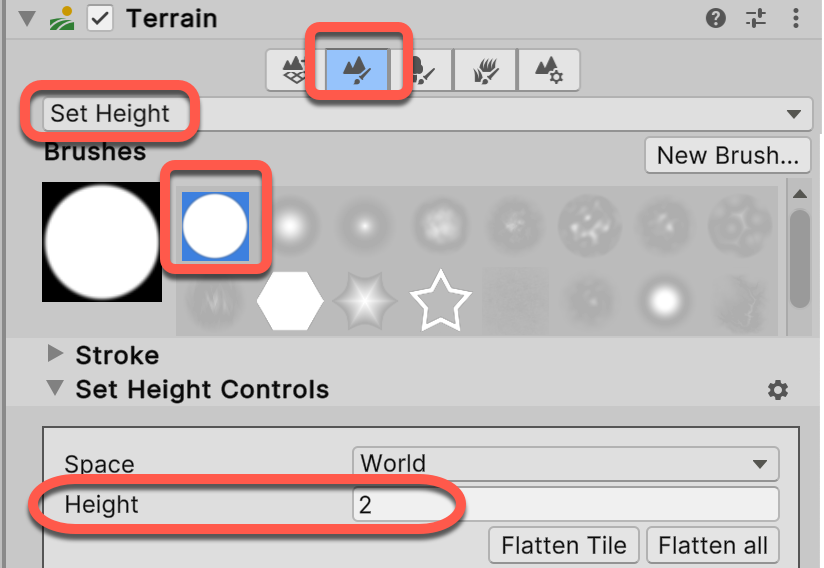 Terrain
Set Height
Brushes
New Brush...
Stroke
Set Height Controls
Space World
Height 2
Flatten Tile Flatten all